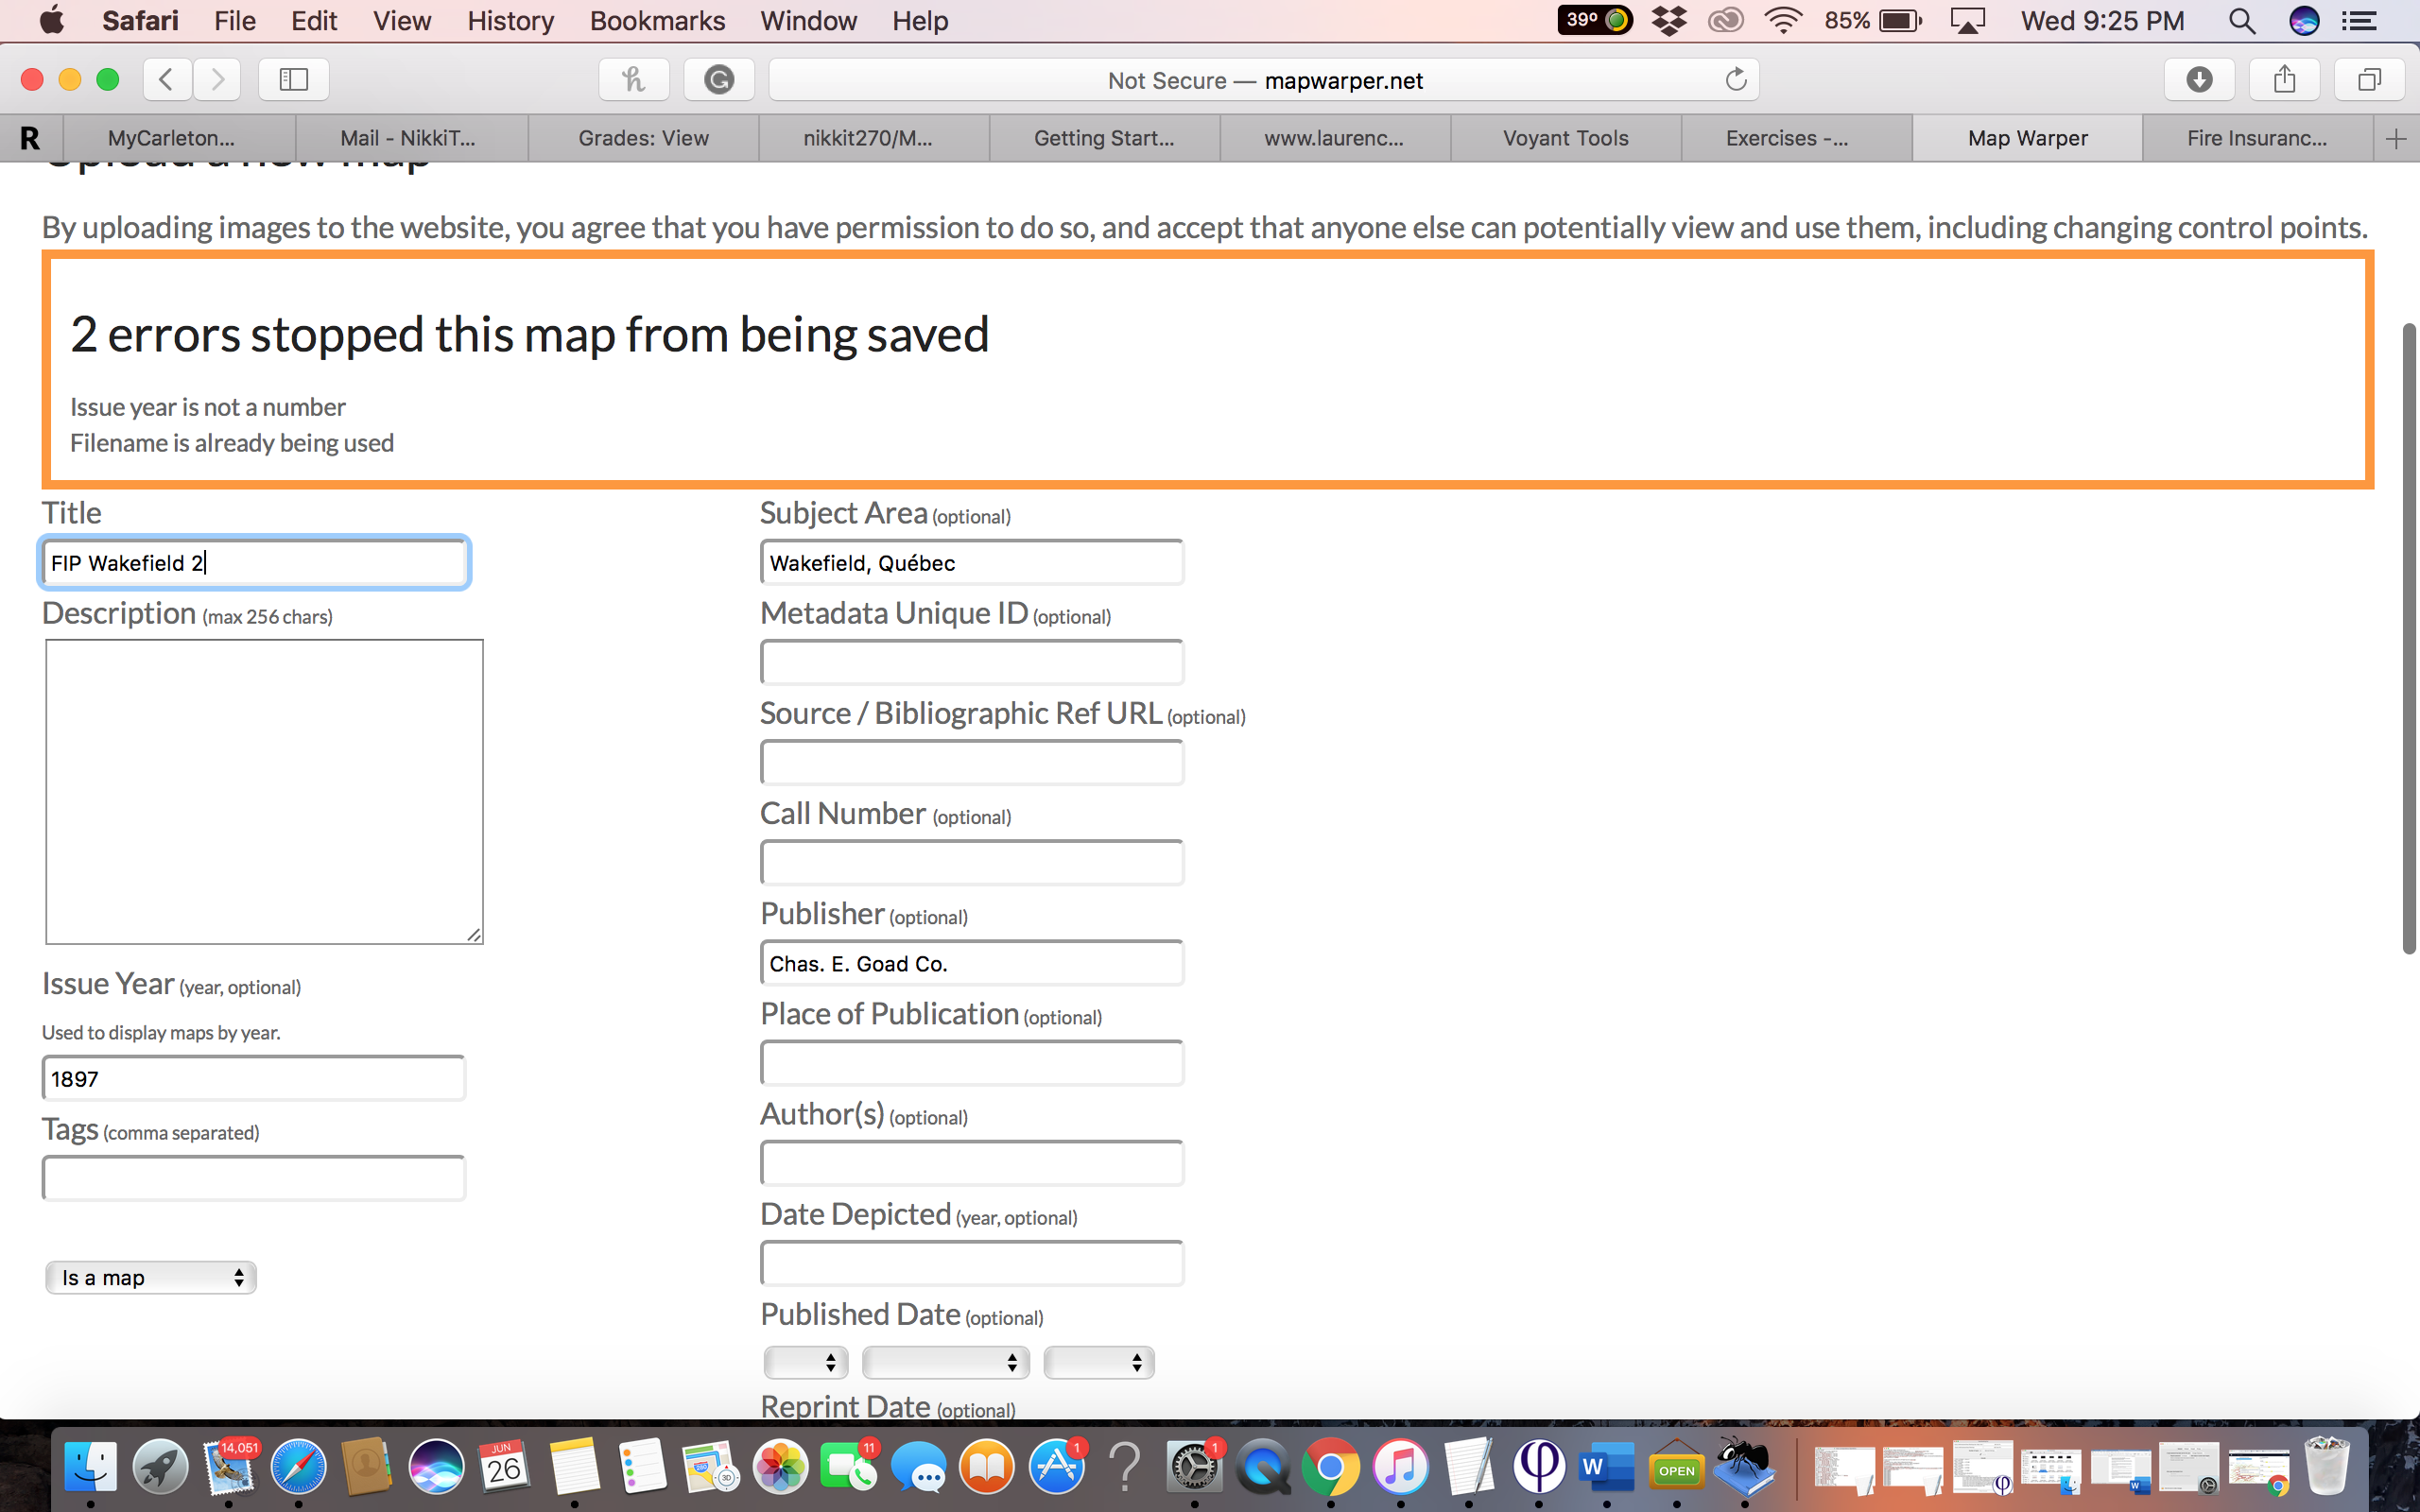 Safari File Edit View History Bookmarks Window Help 39° 85% Wed 9:25 PM
Not Secure — mapwarper.net
R MyCarleton... Mail - NikkiT... Grades: View nikkit270/M... Getting Start... www.laurenc... Voyant Tools Exercises -... Map Warper Fire Insuranc...
Upload a new map
By uploading images to the website, you agree that you have permission to do so, and accept that anyone else can potentially view and use them, including changing control points.
2 errors stopped this map from being saved
Issue year is not a number
Filename is already being used
Title
FIP Wakefield 2
Description (max 256 chars)
Issue Year (year, optional)
Used to display maps by year.
1897
Tags (comma separated)
Is a map
Subject Area (optional)
Wakefield, Québec
Metadata Unique ID (optional)
Source / Bibliographic Ref URL (optional)
Call Number (optional)
Publisher (optional)
Chas. E. Goad Co.
Place of Publication (optional)
Author(s) (optional)
Date Depicted (year, optional)
Published Date (optional)
Reprint Date (optional)
14,051 JUN 26 3D 11 1 ? 1 W OPEN